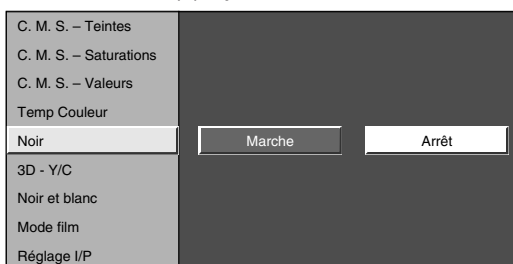 C. M. S. – Teintes
C. M. S. – Saturations
C. M. S. – Valeurs
Temp Couleur
Noir
Marche
Arrêt
3D - Y/C
Noir et blanc
Mode film
Réglage I/P